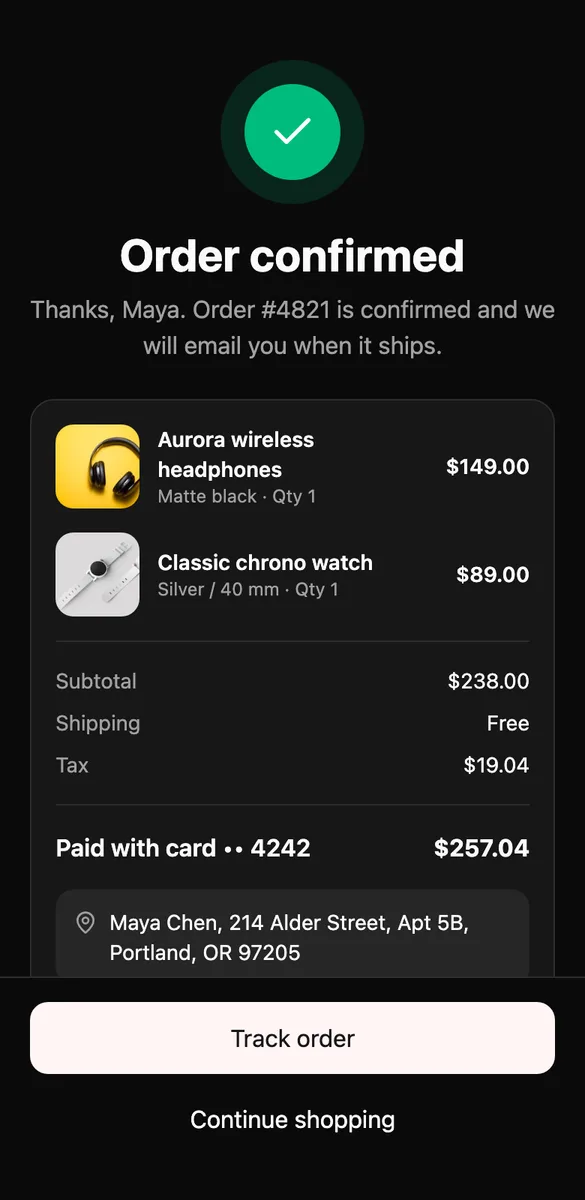 Order confirmed
Thanks, Maya. Order #4821 is confirmed and we
will email you when it ships.
Aurora wireless
headphones
$149.00
Matte black · Qty 1
Classic chrono watch
$89.00
Silver / 40 mm · Qty 1
Subtotal $238.00
Shipping Free
Tax $19.04
Paid with card •• 4242 $257.04
Maya Chen, 214 Alder Street, Apt 5B,
Portland, OR 97205
Track order
Continue shopping